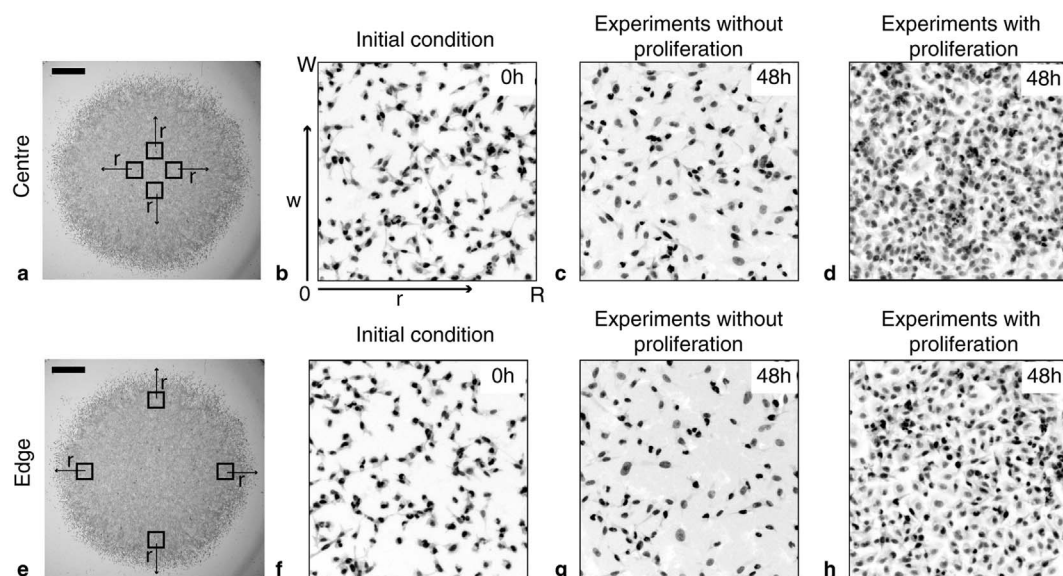 Initial condition
Experiments without proliferation
Experiments with proliferation
Centre
r
r
r
r
a
W
w
0
r
R
0h
b
48h
c
48h
d
Initial condition
Experiments without proliferation
Experiments with proliferation
Edge
r
r
r
r
e
0h
f
48h
g
48h
h